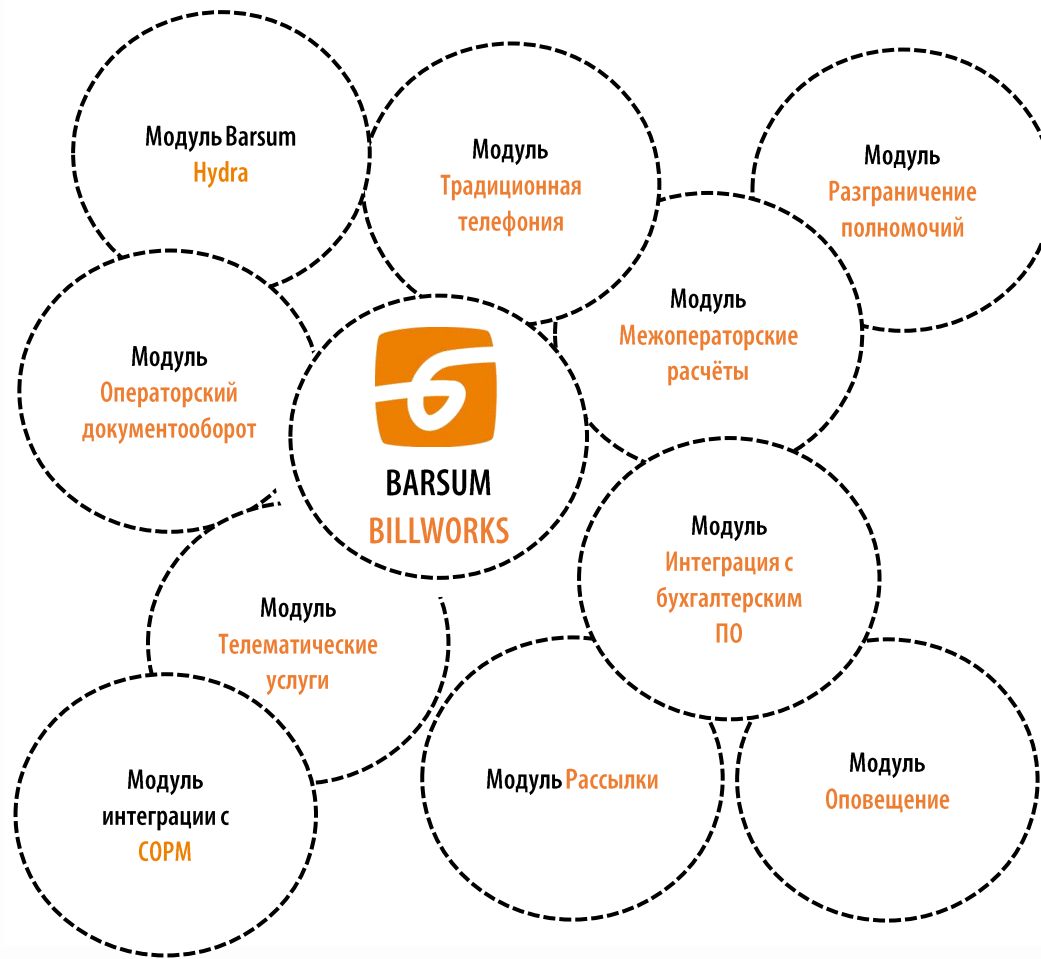 Модуль Barsum
Hydra
Модуль
Традиционная
телефония
Модуль
Разграничение
полномочий
Модуль
Межоператорские
расчёты
Модуль
Операторский
документооборот
BARSUM
BILLWORKS
Модуль
Интеграция с
бухгалтерским
ПО
Модуль
Телематические
услуги
Модуль
интеграции с
СОРМ
Модуль Рассылки
Модуль
Оповещение